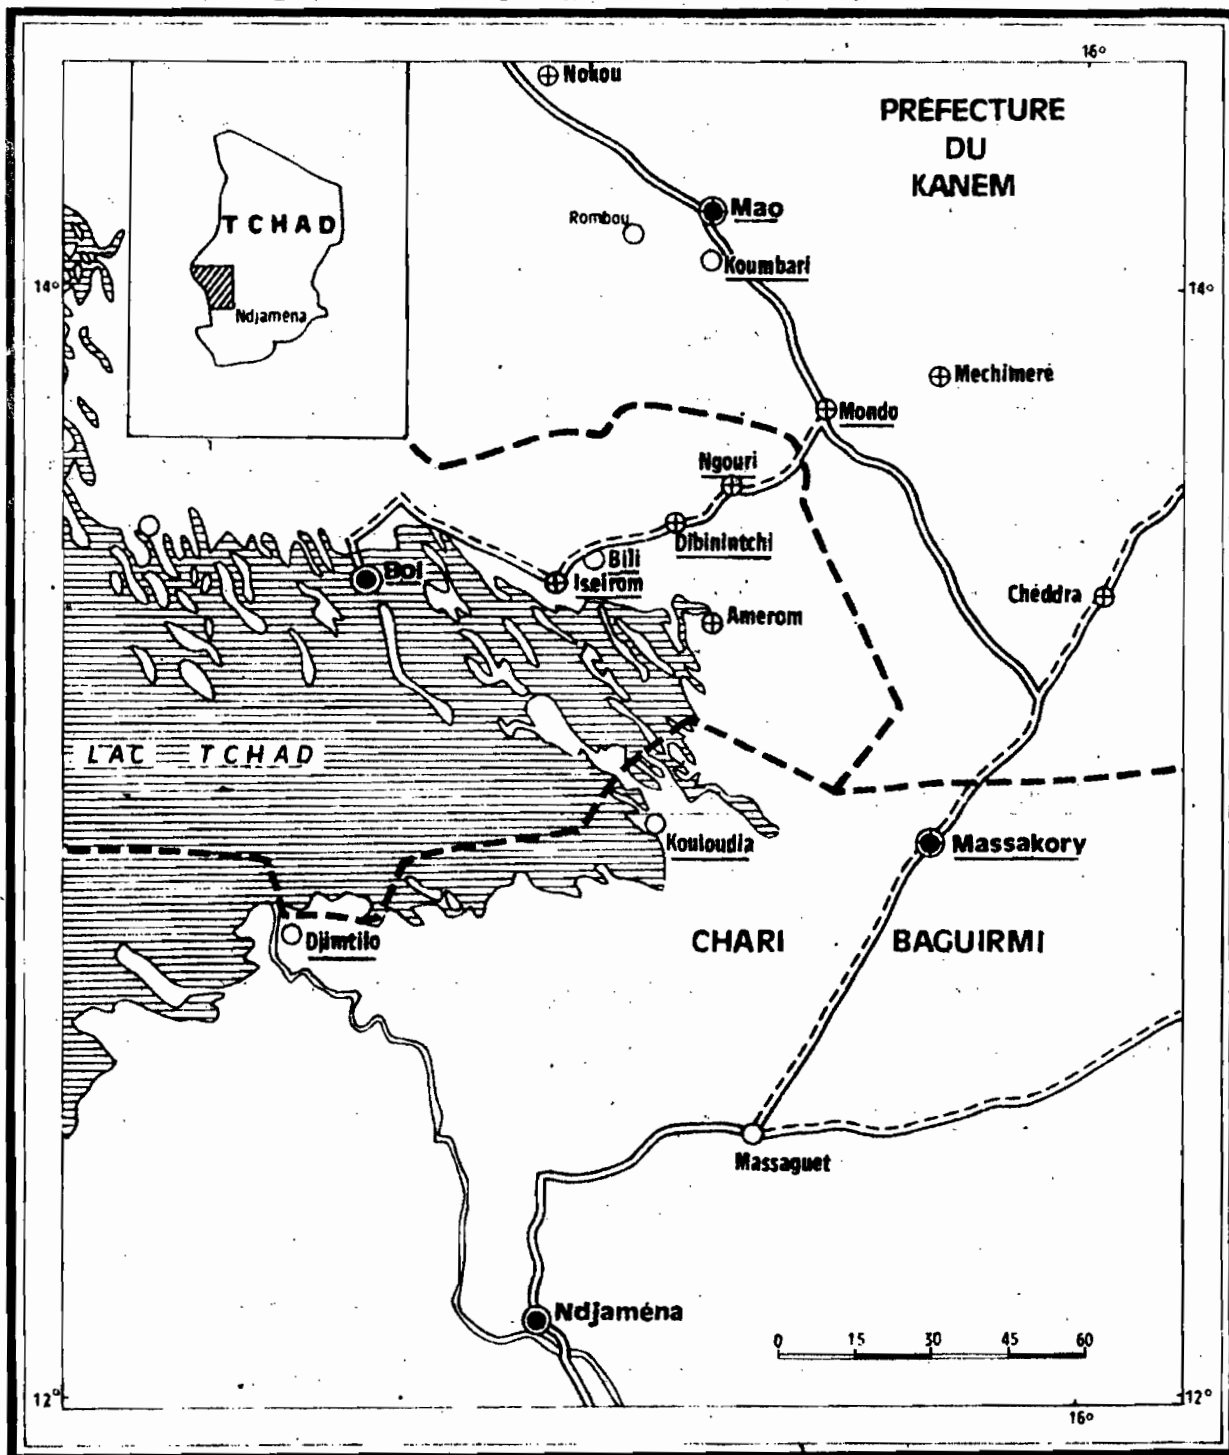 16°
Nokou
PRÉFECTURE
DU
KANEM
Mao
Rombou
TCHAD
Koumbari
14°
14°
Ndjamena
Mechimeré
Mondo
Ngouri
Dibinintchi
Bili
Bol
Iseirom
Chéddra
Amerom
LAC TCHAD
Kouloudia
Massakory
CHARI BAGUIRMI
Djimtilo
Massaguet
Ndjaména
0 15 30 45 60
12°
12°
16°